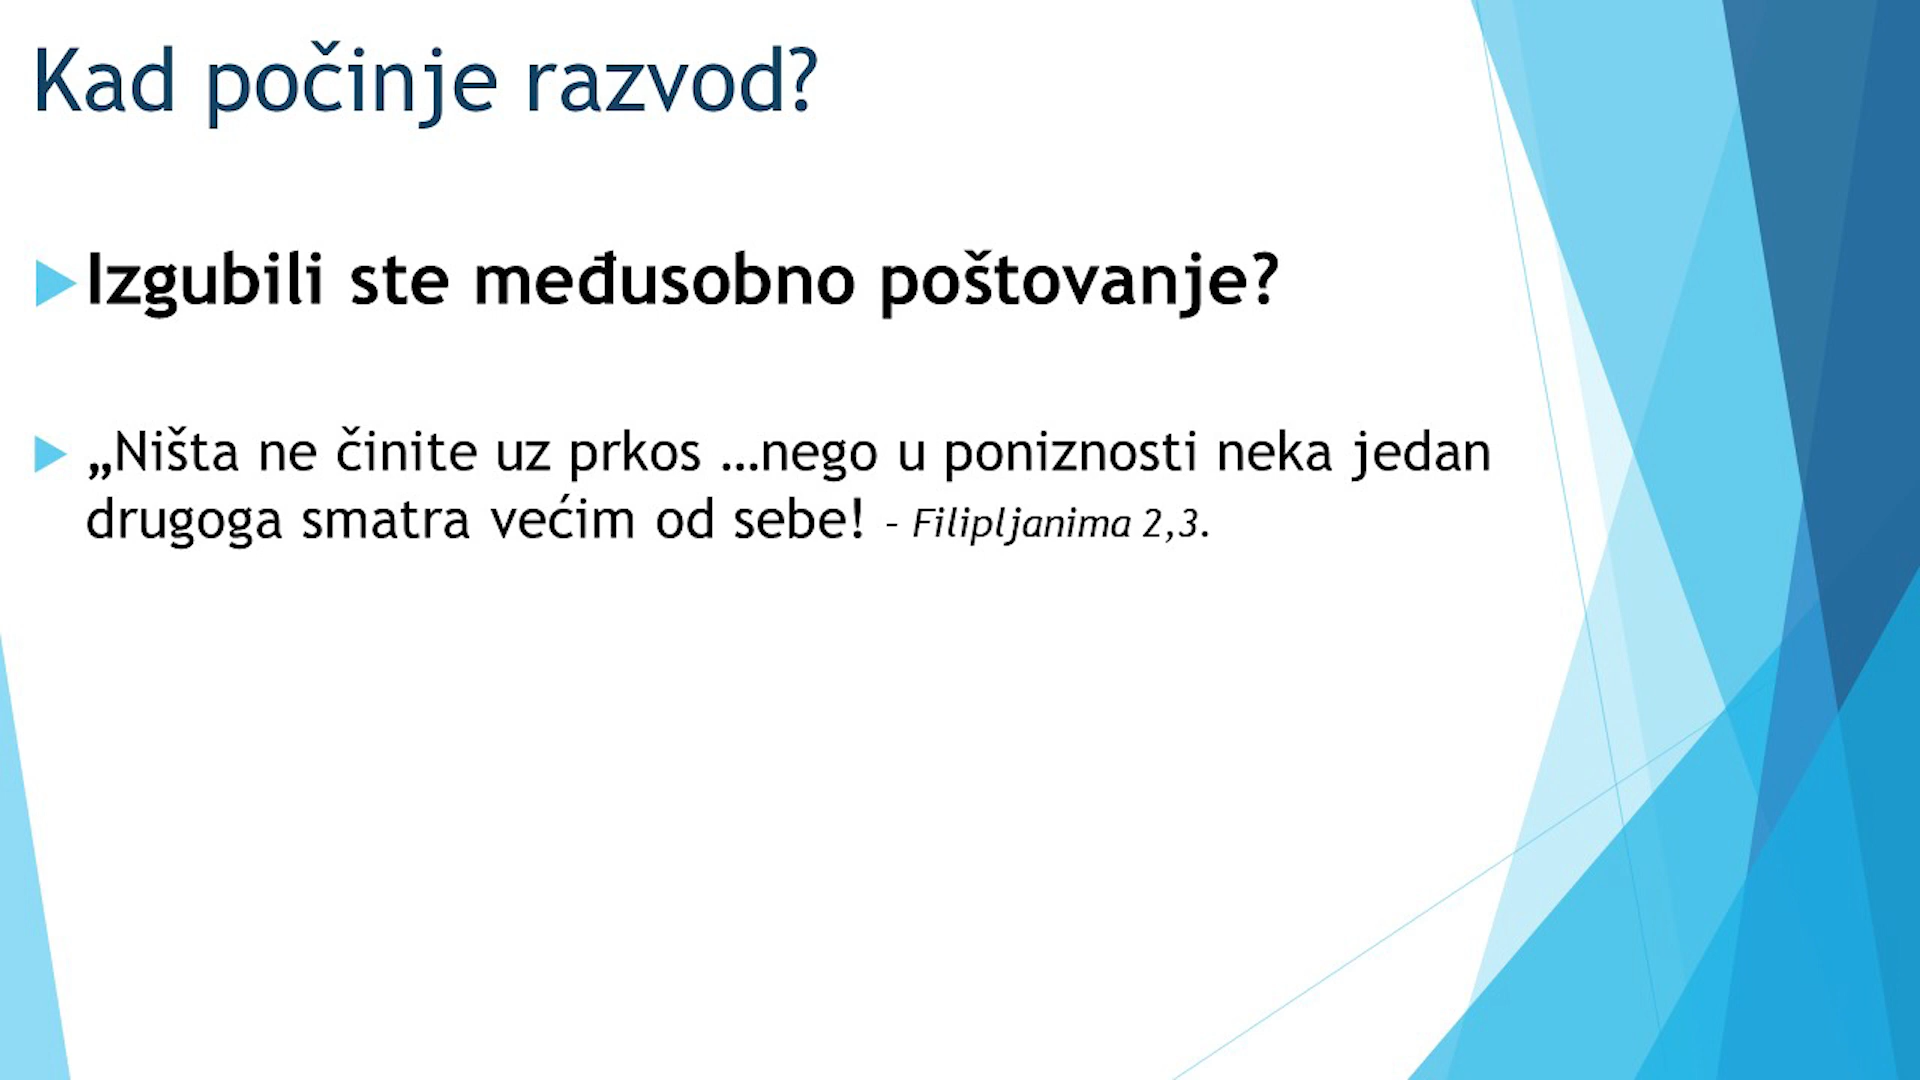 Kad počinje razvod?
Izgubili ste međusobno poštovanje?
„Ništa ne činite uz prkos …nego u poniznosti neka jedan
drugoga smatra većim od sebe! – Filipljanima 2,3.